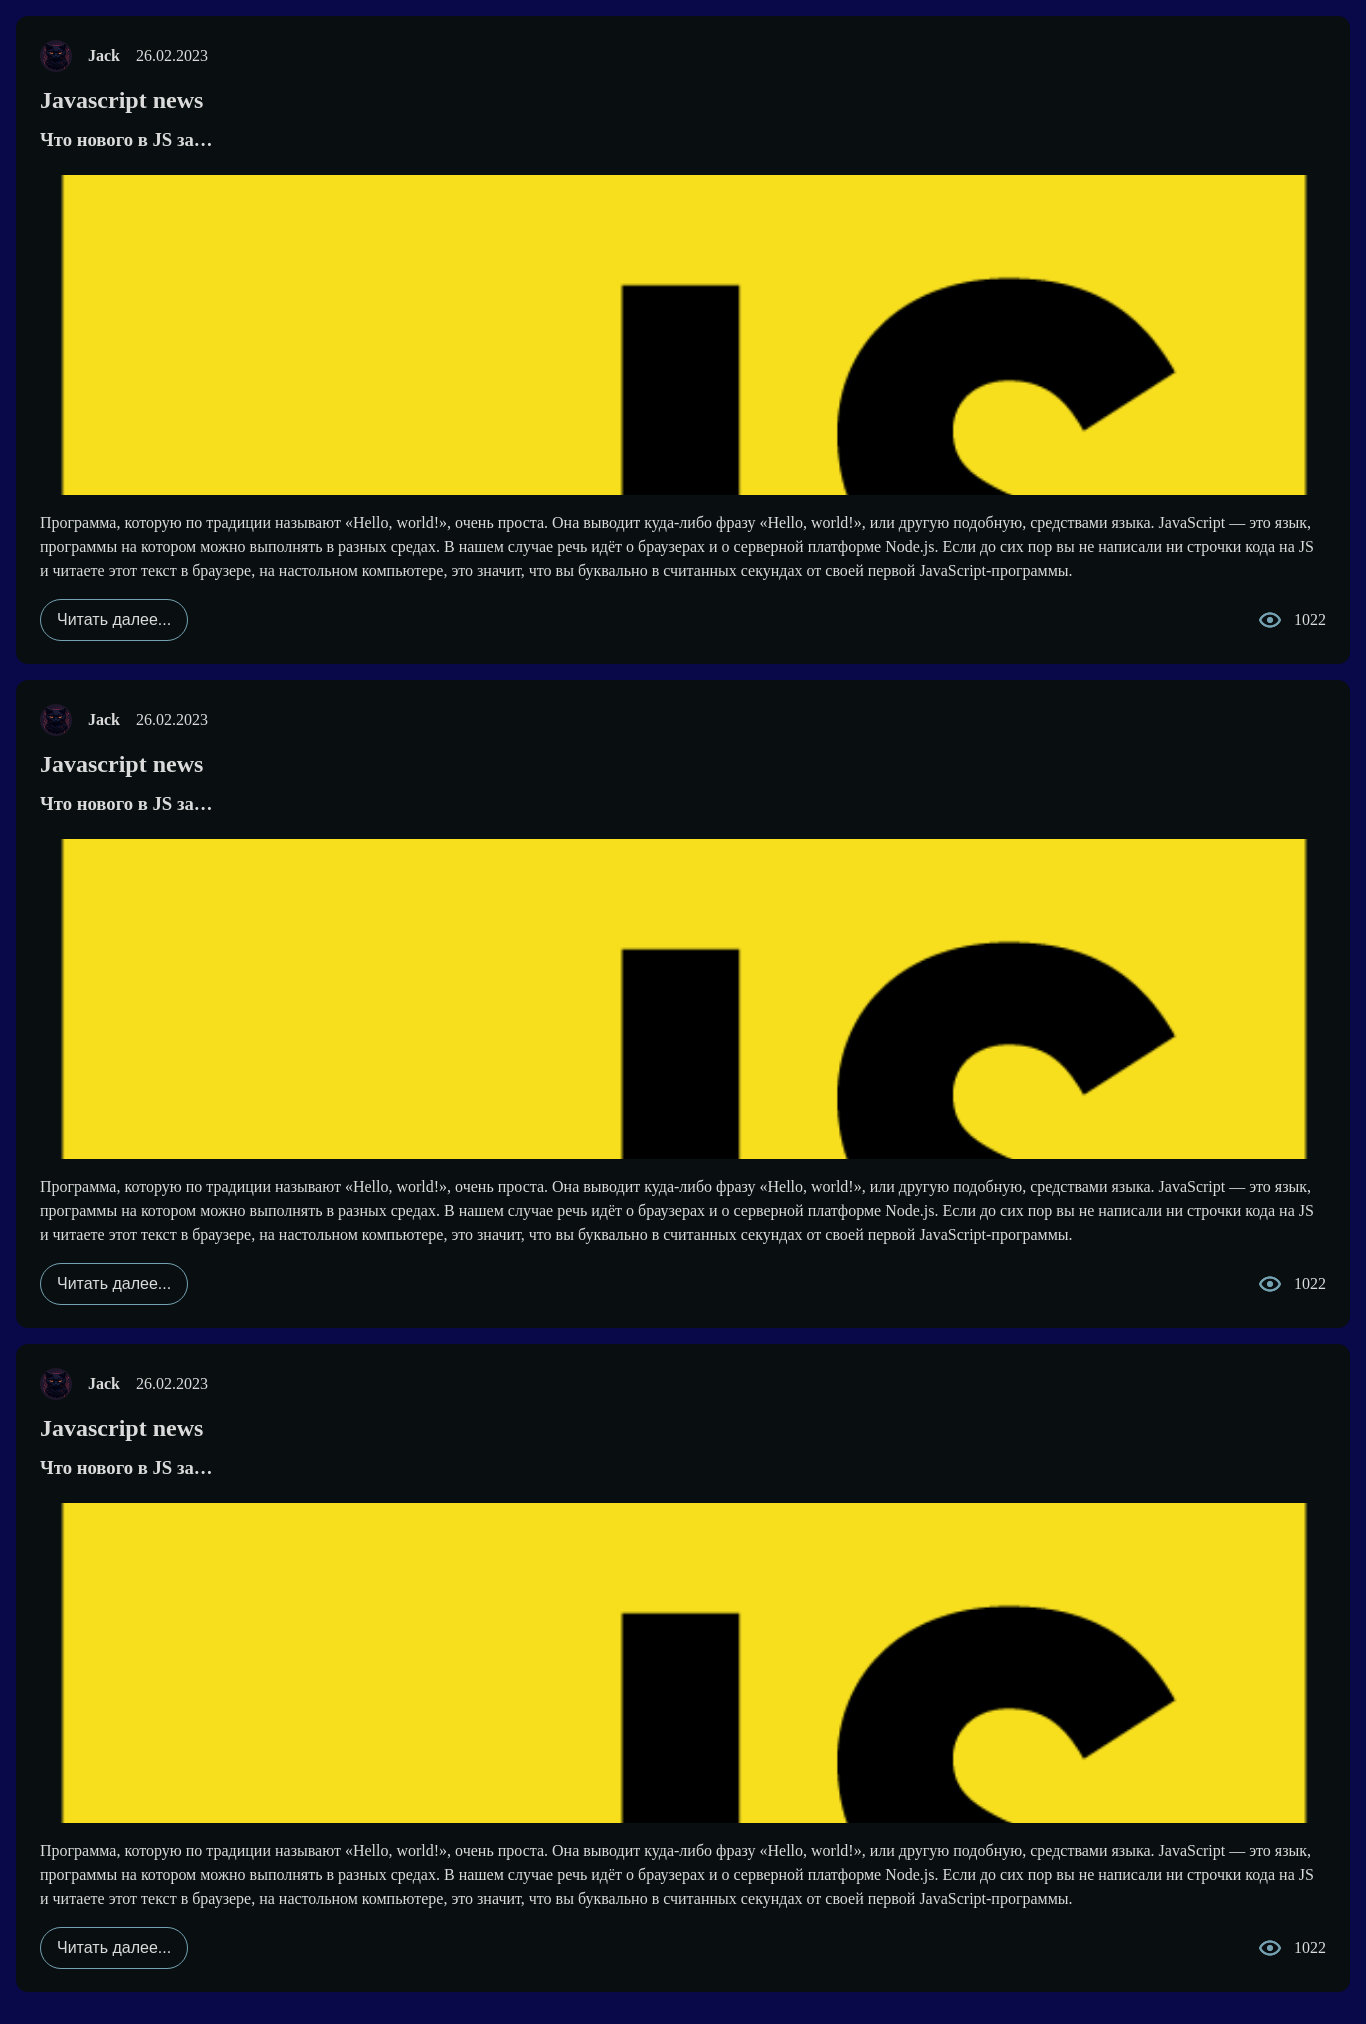 Jack 26.02.2023
Javascript news
Что нового в JS за…
JS
Программа, которую по традиции называют «Hello, world!», очень проста. Она выводит куда-либо фразу «Hello, world!», или другую подобную, средствами языка. JavaScript — это язык,
программы на котором можно выполнять в разных средах. В нашем случае речь идёт о браузерах и о серверной платформе Node.js. Если до сих пор вы не написали ни строчки кода на JS
и читаете этот текст в браузере, на настольном компьютере, это значит, что вы буквально в считанных секундах от своей первой JavaScript-программы.
Читать далее... 1022
Jack 26.02.2023
Javascript news
Что нового в JS за…
JS
Программа, которую по традиции называют «Hello, world!», очень проста. Она выводит куда-либо фразу «Hello, world!», или другую подобную, средствами языка. JavaScript — это язык,
программы на котором можно выполнять в разных средах. В нашем случае речь идёт о браузерах и о серверной платформе Node.js. Если до сих пор вы не написали ни строчки кода на JS
и читаете этот текст в браузере, на настольном компьютере, это значит, что вы буквально в считанных секундах от своей первой JavaScript-программы.
Читать далее... 1022
Jack 26.02.2023
Javascript news
Что нового в JS за…
JS
Программа, которую по традиции называют «Hello, world!», очень проста. Она выводит куда-либо фразу «Hello, world!», или другую подобную, средствами языка. JavaScript — это язык,
программы на котором можно выполнять в разных средах. В нашем случае речь идёт о браузерах и о серверной платформе Node.js. Если до сих пор вы не написали ни строчки кода на JS
и читаете этот текст в браузере, на настольном компьютере, это значит, что вы буквально в считанных секундах от своей первой JavaScript-программы.
Читать далее... 1022